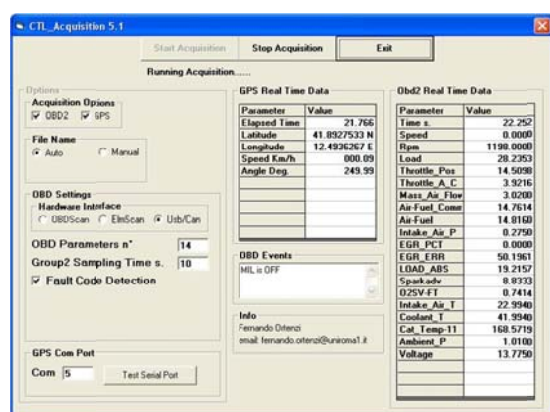 CTL_Acquisition 5.1
Start Acquisition
Stop Acquisition
Exit
Running Acquisition......
Options
Acquisition Options
OBD2
GPS
File Name
Auto
Manual
OBD Settings
Hardware Interface
OBDScan
ElmScan
Usb/Can
OBD Parameters n°
14
Group2 Sampling Time s.
10
Fault Code Detection
GPS Com Port
Com
5
Test Serial Port
GPS Real Time Data
Parameter Value
Elapsed Time 21.766
Latitude 41.8927533 N
Longitude 12.4936267 E
Speed Km/h 000.09
Angle Deg. 249.99
OBD Events
MIL is OFF
Info
Fernando Ortenzi
email: fernando.ortenzi@uniroma1.it
Obd2 Real Time Data
Parameter Value
Time s. 22.252
Speed 0.0000
Rpm 1198.0000
Load 28.2353
Throttle_Pos 14.5098
Throttle_A_C 3.9216
Mass_Air_Flow 3.0200
Air-Fuel_Comm 14.7614
Air-Fuel 14.8160
Intake_Air_P 0.2750
EGR_PCT 0.0000
EGR_ERR 50.1961
LOAD_ABS 19.2157
Sparkadv 8.8333
O2SV-FT 0.7414
Intake_Air_T 22.9940
Coolant_T 41.9940
Cat_Temp-11 168.5719
Ambient_P 1.0100
Voltage 13.7750